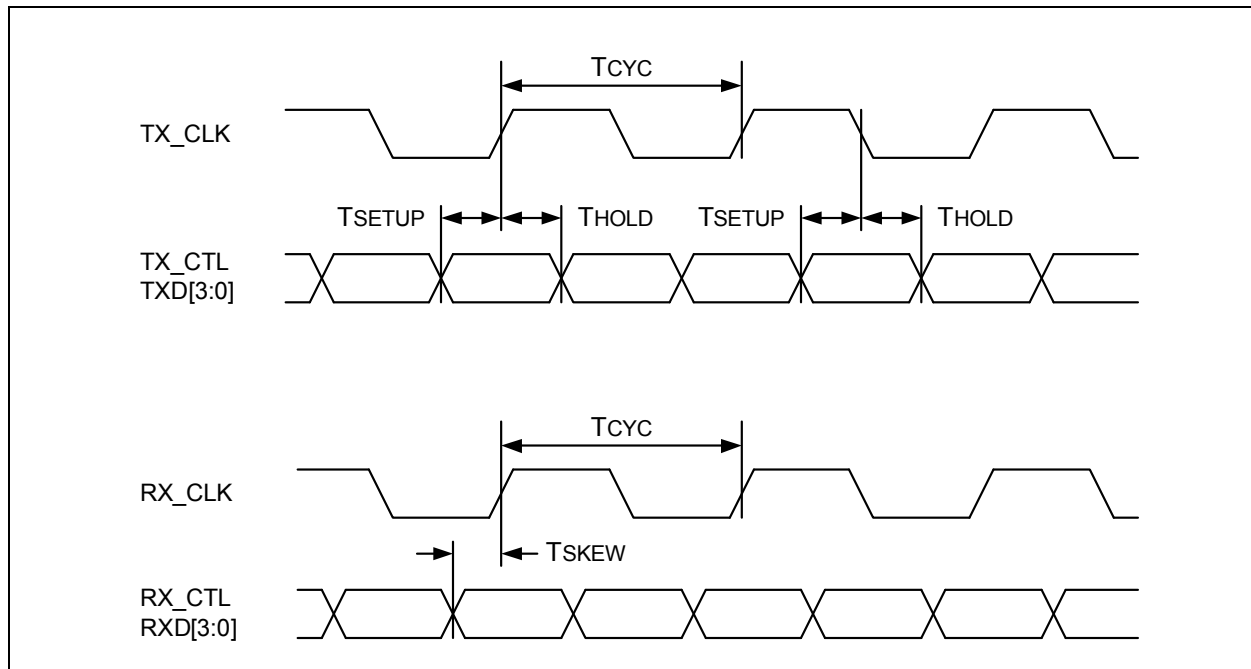 TCYC
TX_CLK
TSETUP THOLD TSETUP THOLD
TX_CTL
TXD[3:0]
TCYC
RX_CLK
TSKEW
RX_CTL
RXD[3:0]